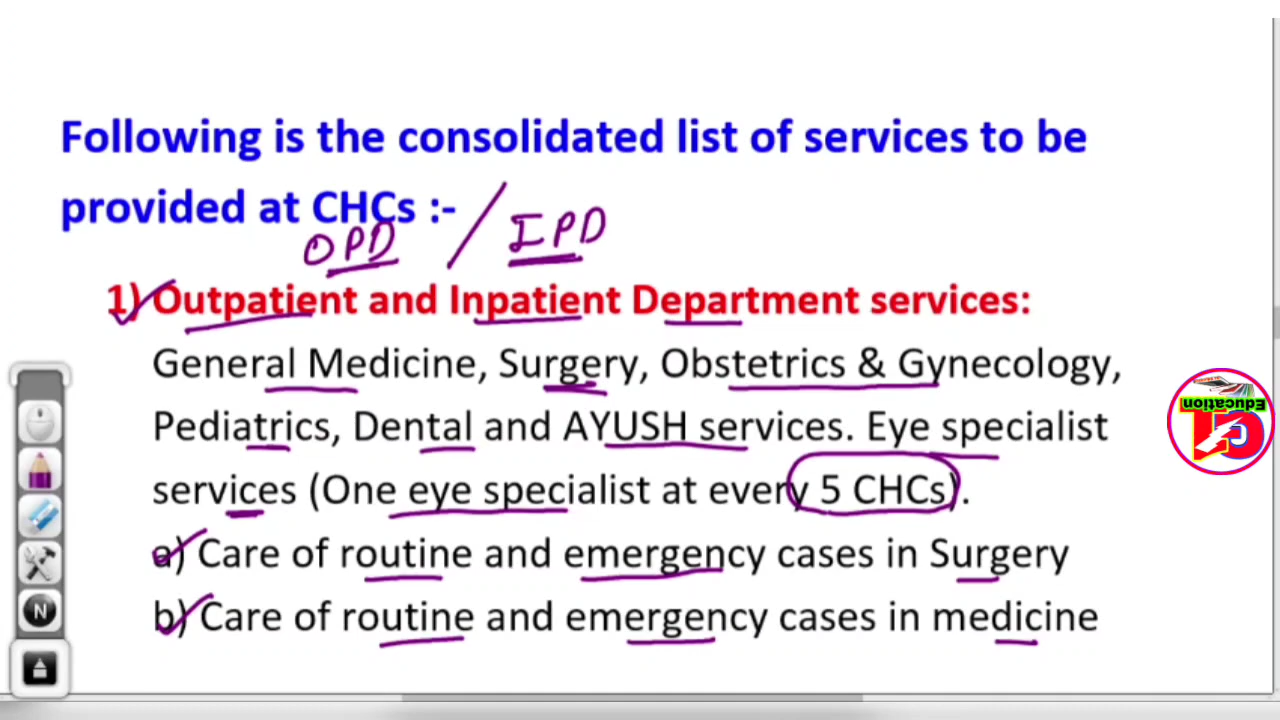 Following is the consolidated list of services to be
provided at CHCs :-
OPD / IPD
1) Outpatient and Inpatient Department services:
General Medicine, Surgery, Obstetrics & Gynecology,
Pediatrics, Dental and AYUSH services. Eye specialist
services (One eye specialist at every 5 CHCs).
a) Care of routine and emergency cases in Surgery
b) Care of routine and emergency cases in medicine
N
Education